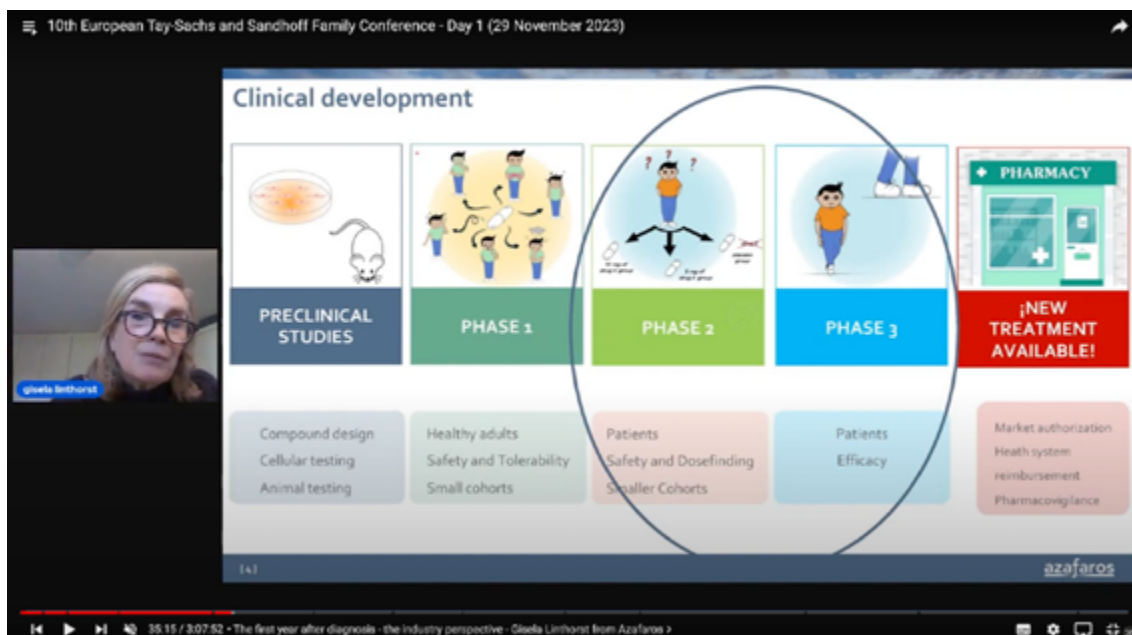 10th European Tay-Sachs and Sandhoff Family Conference - Day 1 (29 November 2023)
Clinical development
? ? ?
PHARMACY
PRECLINICAL
STUDIES
PHASE 1
PHASE 2
PHASE 3
¡NEW
TREATMENT
AVAILABLE!
gisela linthorst
Compound design
Cellular testing
Animal testing
Healthy adults
Safety and Tolerability
Small cohorts
Patients
Safety and Dosefinding
Smaller Cohorts
Patients
Efficacy
Market authorization
Heath system
reimbursement
Pharmacovigilance
[4]
azafaros
35:15 / 3:07:52 • The first year after diagnosis - the industry perspective - Gisela Linthorst from Azafaros >